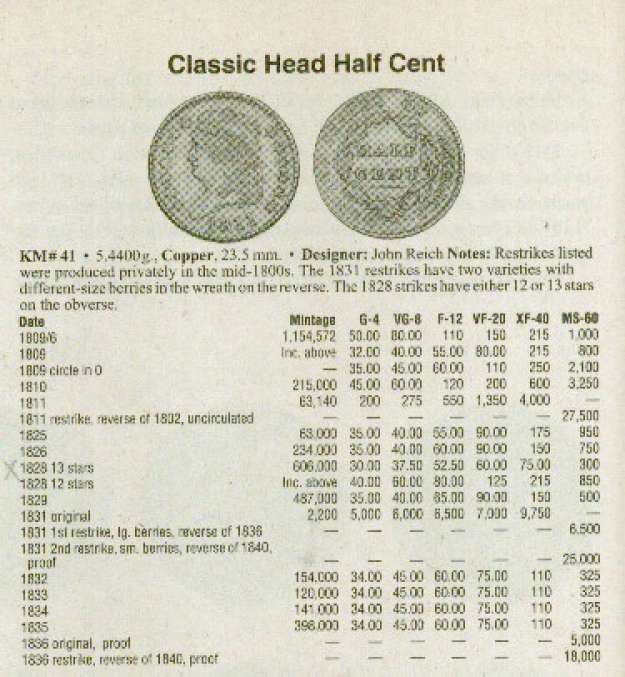 Classic Head Half Cent
HALF
CENT
KM# 41 • 5.4400g., Copper, 23.5 mm. • Designer: John Reich Notes: Restrikes listed
were produced privately in the mid-1800s. The 1831 restrikes have two varieties with
different-size berries in the wreath on the reverse. The 1828 strikes have either 12 or 13 stars
on the obverse.
Date Mintage G-4 VG-8 F-12 VF-20 XF-40 MS-60
1809/6 1,154,572 50.00 80.00 110 150 215 1,000
1809 Inc. above 32.00 40.00 55.00 80.00 215 800
1809 circle in 0 — 35.00 45.00 60.00 110 250 2,100
1810 215,000 45.00 60.00 120 200 600 3,250
1811 63,140 200 275 550 1,350 4,000 —
1811 restrike, reverse of 1802, uncirculated — — — — — — 27,500
1825 63,000 35.00 40.00 55.00 90.00 175 950
1826 234,000 35.00 40.00 60.00 90.00 150 750
1828 13 stars 606,000 30.00 37.50 52.50 60.00 75.00 300
1828 12 stars Inc. above 40.00 60.00 80.00 125 215 850
1829 487,000 35.00 40.00 65.00 90.00 150 500
1831 original 2,200 5,000 6,000 6,500 7,000 9,750 —
1831 1st restrike, lg. berries, reverse of 1836 — — — — — — 6,500
1831 2nd restrike, sm. berries, reverse of 1840,
proof — — — — — — 25,000
1832 154,000 34.00 45.00 60.00 75.00 110 325
1833 120,000 34.00 45.00 60.00 75.00 110 325
1834 141,000 34.00 45.00 60.00 75.00 110 325
1835 398,000 34.00 45.00 60.00 75.00 110 325
1836 original, proof — — — — — — 5,000
1836 restrike, reverse of 1840, proof — — — — — — 18,000